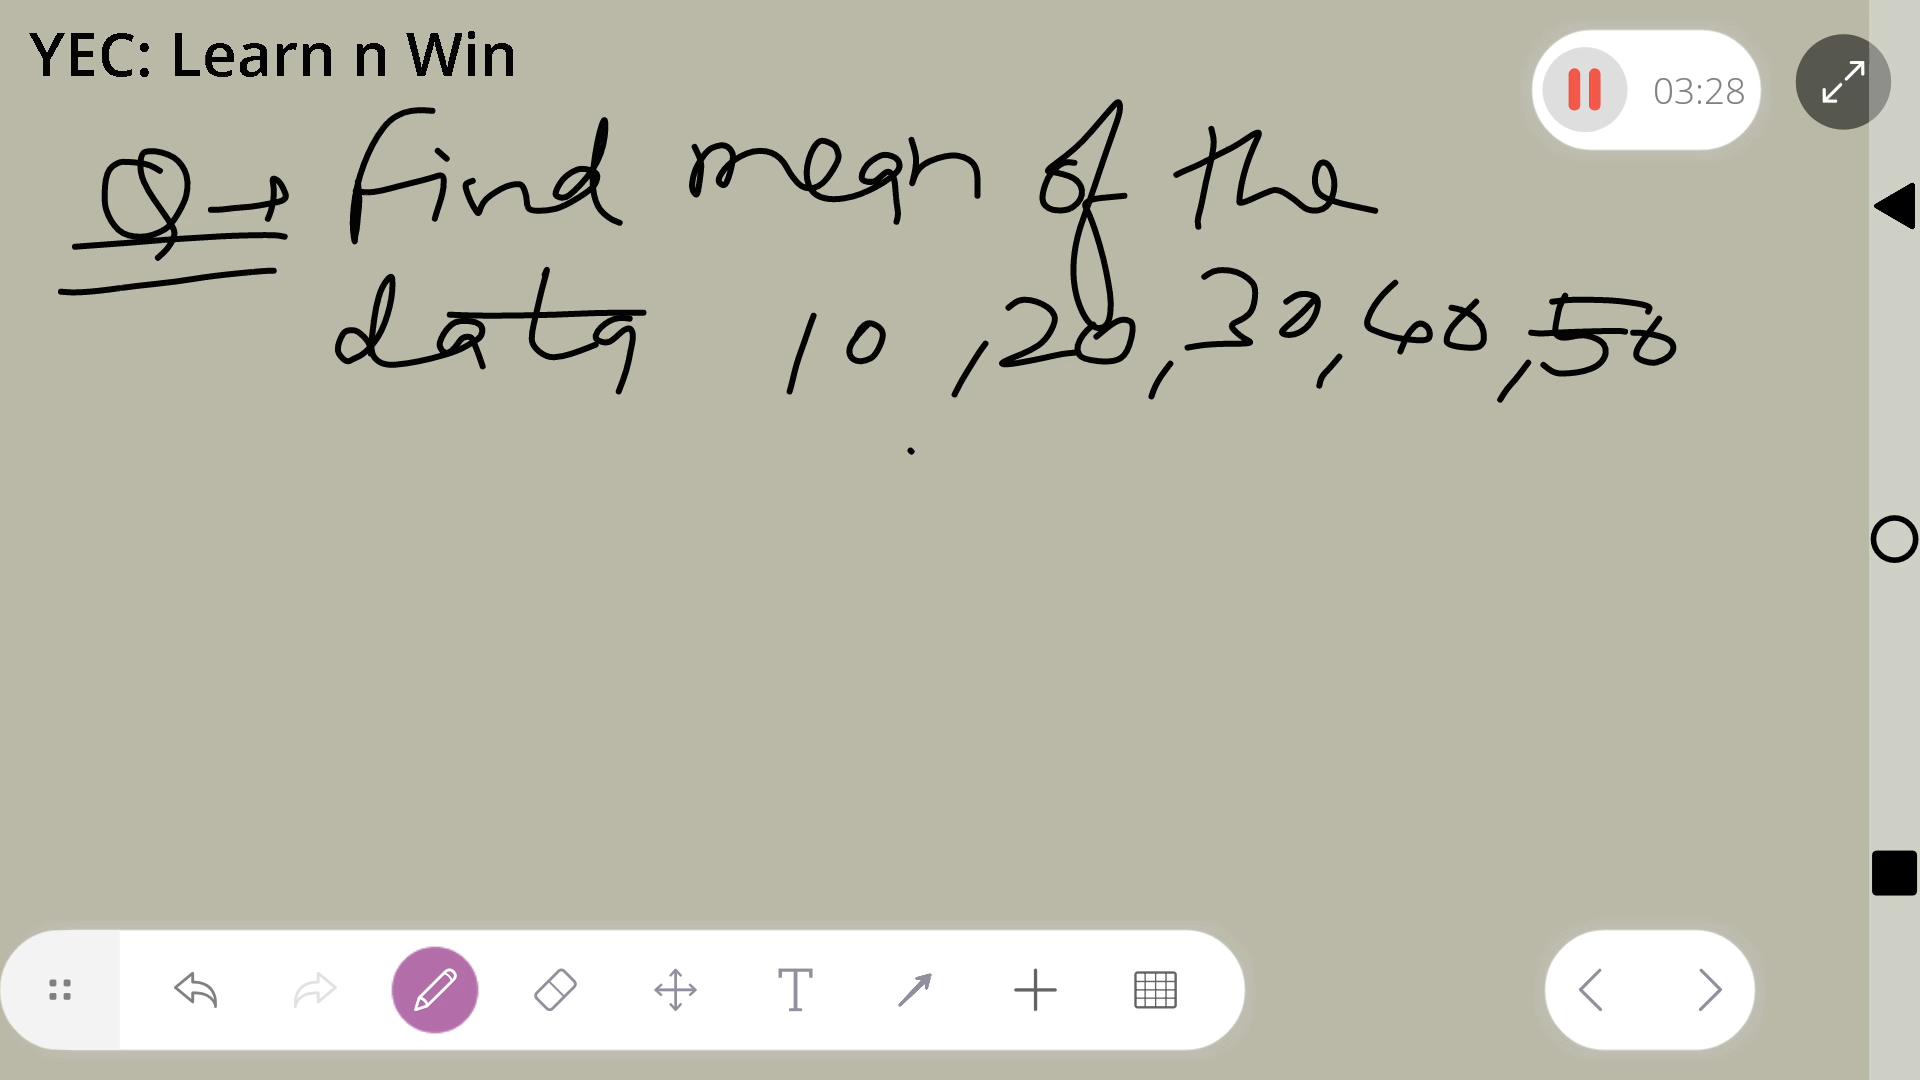 YEC: Learn n Win
03:28
Q→ Find mean of the
data 10, 20, 30, 40, 50
T